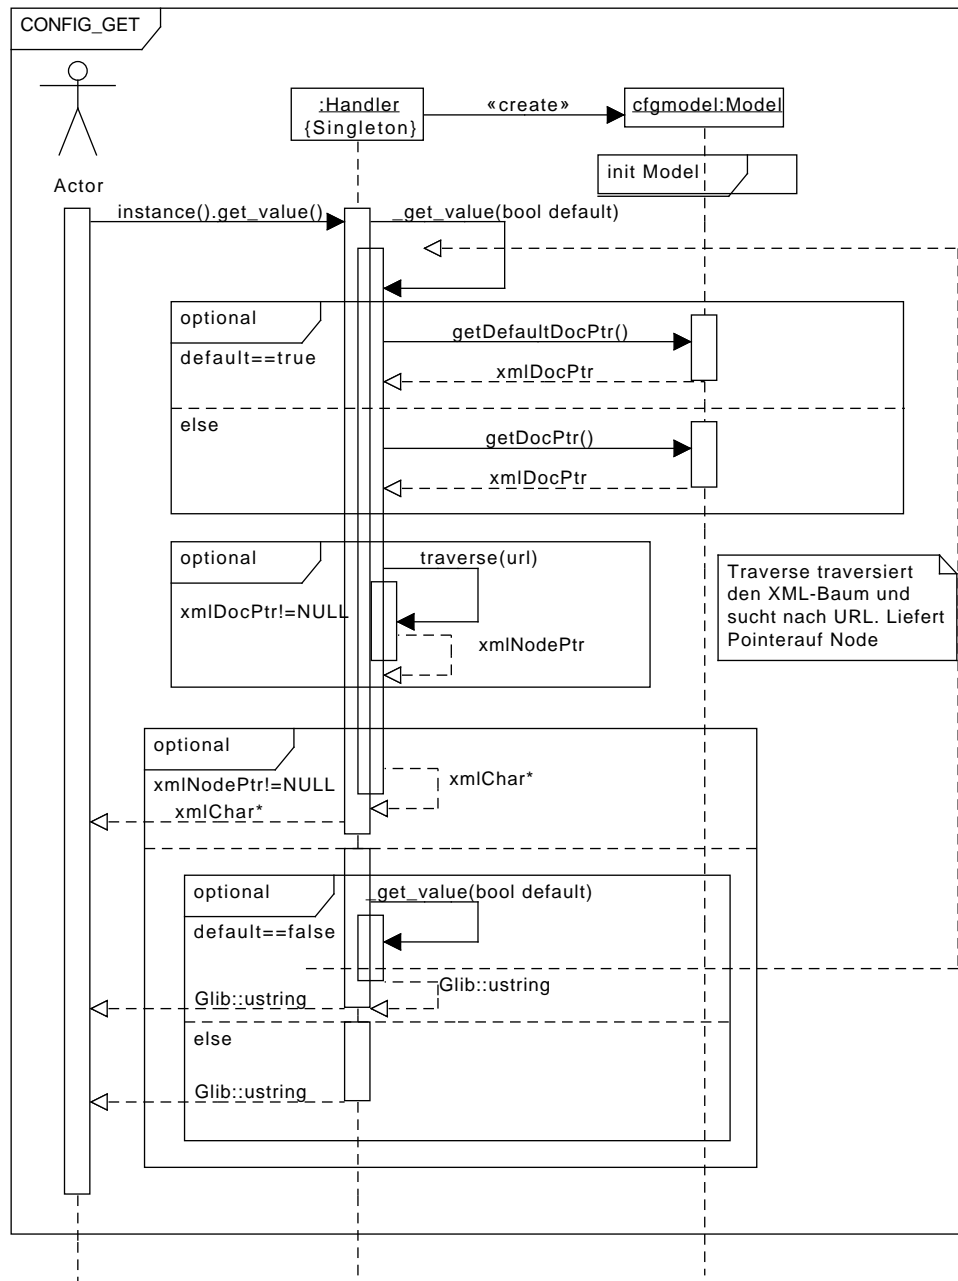 CONFIG_GET
:Handler
{Singleton}
«create»
cfgmodel:Model
init Model
Actor
instance().get_value()
_get_value(bool default)
optional
default==true
getDefaultDocPtr()
xmlDocPtr
else
getDocPtr()
xmlDocPtr
optional
xmlDocPtr!=NULL
traverse(url)
xmlNodePtr
Traverse traversiert
den XML-Baum und
sucht nach URL. Liefert
Pointerauf Node
optional
xmlNodePtr!=NULL
xmlChar*
xmlChar*
optional
default==false
_get_value(bool default)
Glib::ustring
Glib::ustring
else
Glib::ustring